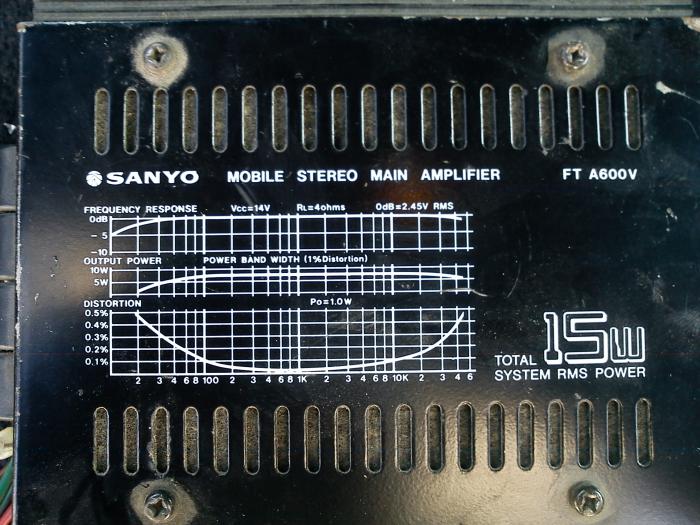 SANYO MOBILE STEREO MAIN AMPLIFIER FT A600V
FREQUENCY RESPONSE Vcc=14V RL=4ohms 0dB=2.45V RMS
0dB
- 5
-10
OUTPUT POWER POWER BAND WIDTH (1%Distortion)
10W
5W
DISTORTION Po=1.0W
0.5%
0.4%
0.3%
0.2%
0.1%
2 3 4 6 8 100 2 3 4 6 8 1K 2 3 4 6 8 10K 2 3 4 6
TOTAL 15W
SYSTEM RMS POWER